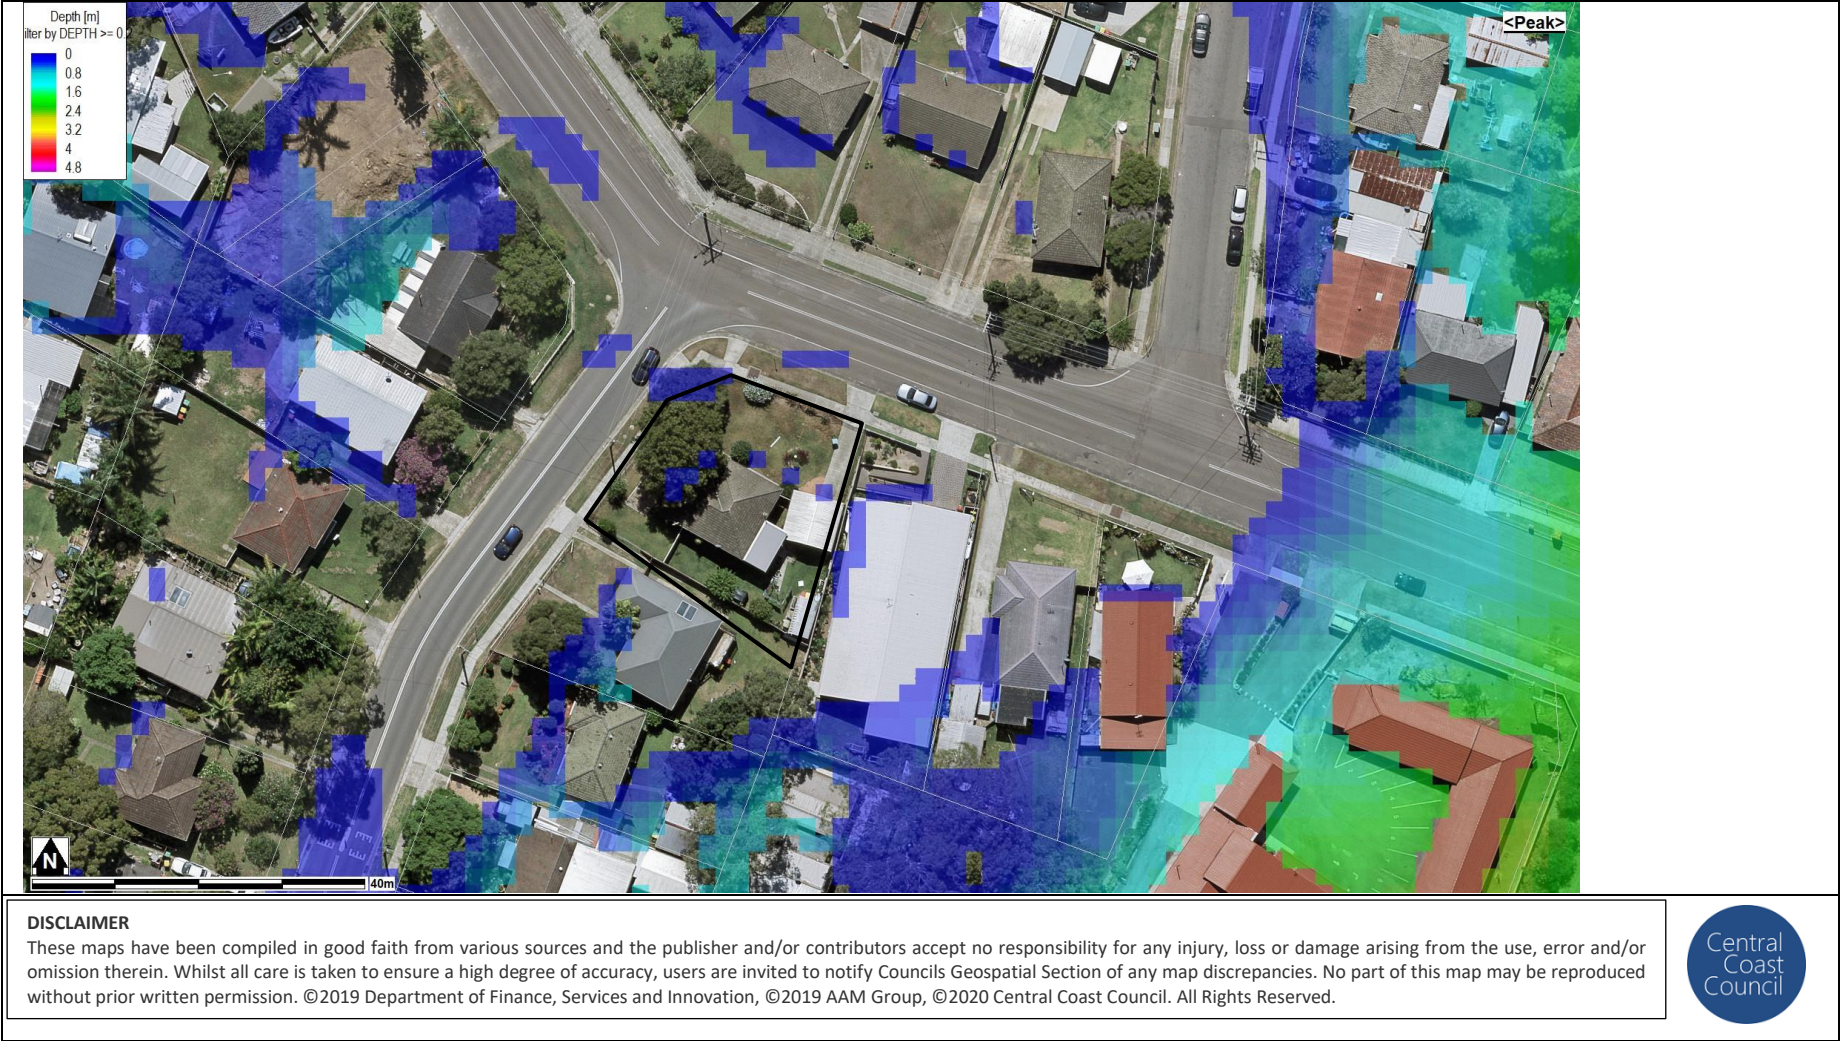 Depth [m]
ilter by DEPTH >= 0.
0
0.8
1.6
2.4
3.2
4
4.8
<Peak>
N
40m
DISCLAIMER
These maps have been compiled in good faith from various sources and the publisher and/or contributors accept no responsibility for any injury, loss or damage arising from the use, error and/or
omission therein. Whilst all care is taken to ensure a high degree of accuracy, users are invited to notify Councils Geospatial Section of any map discrepancies. No part of this map may be reproduced
without prior written permission. ©2019 Department of Finance, Services and Innovation, ©2019 AAM Group, ©2020 Central Coast Council. All Rights Reserved.
Central
Coast
Council